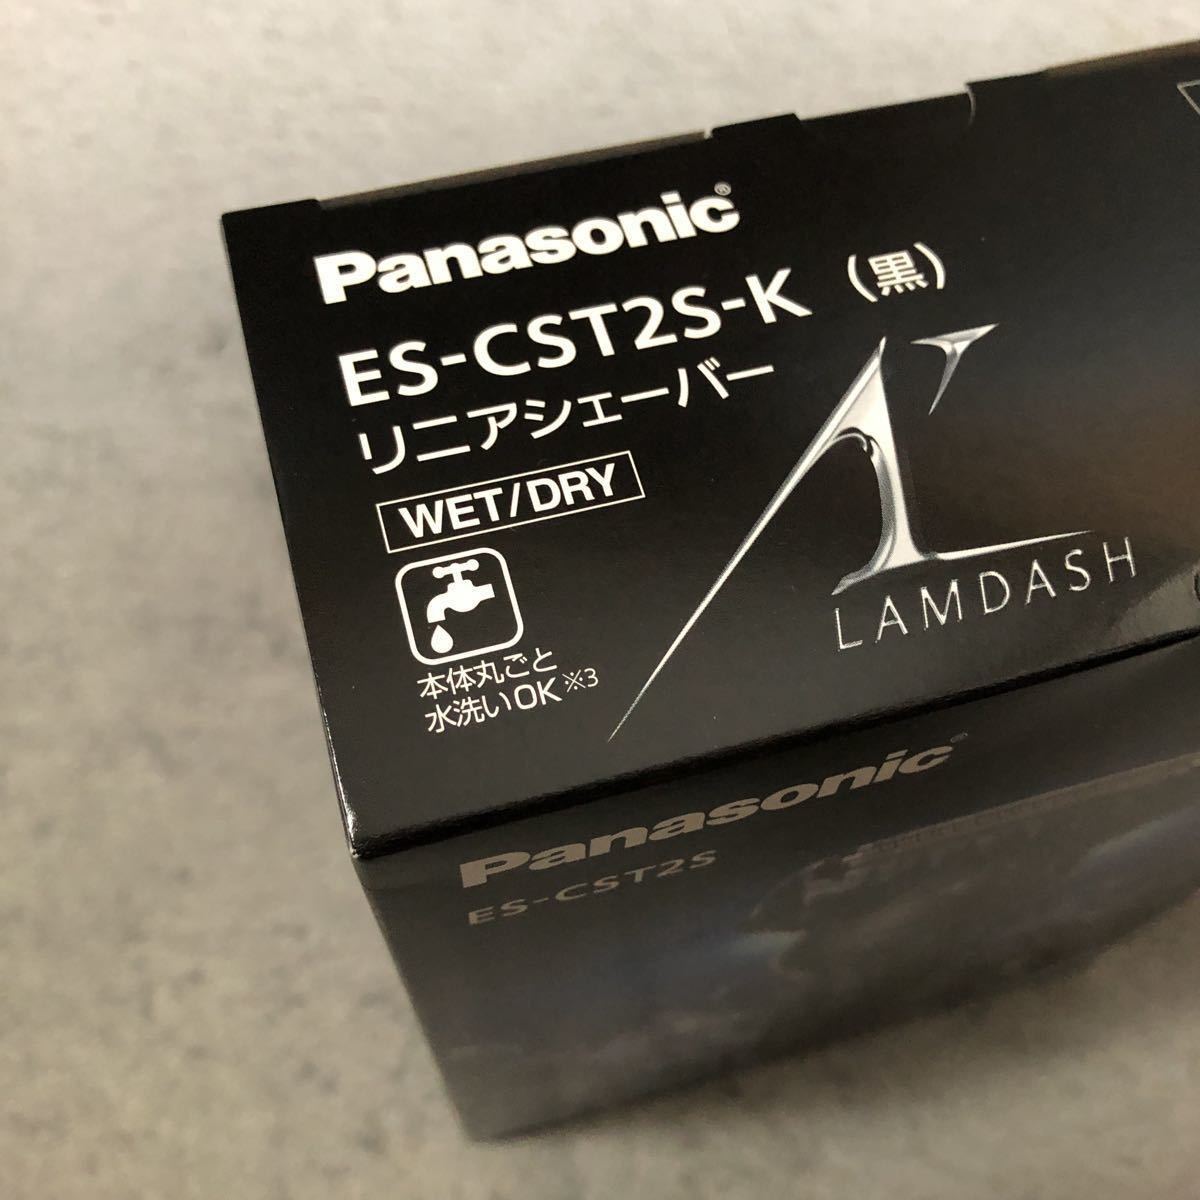 Panasonic®
ES-CST2S-K （黒）
リニアシェーバー
WET/DRY
本体丸ごと
水洗いOK※3
LAMDASH
Panasonic®
ES-CST2S